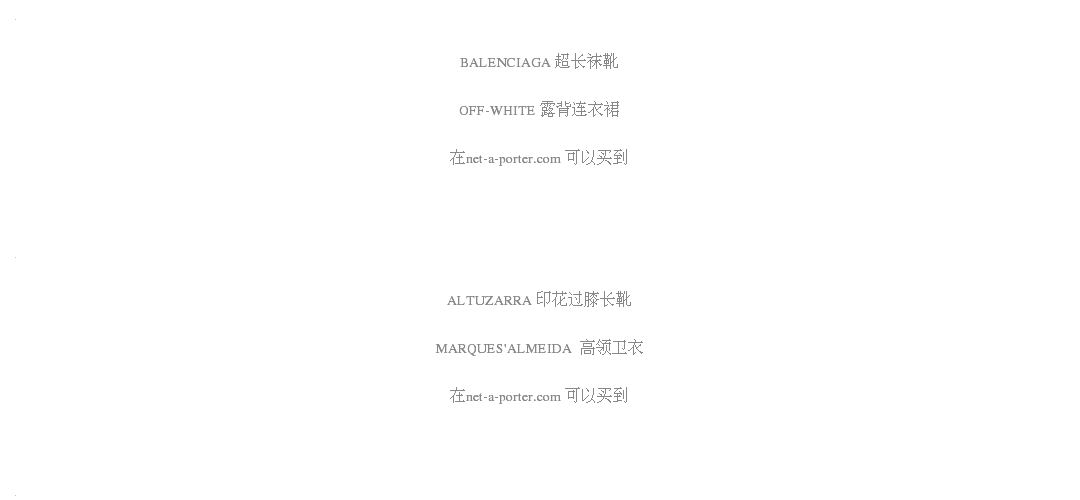 BALENCIAGA 超长袜靴
OFF-WHITE 露背连衣裙
在net-a-porter.com 可以买到
ALTUZARRA 印花过膝长靴
MARQUES'ALMEIDA 高领卫衣
在net-a-porter.com 可以买到